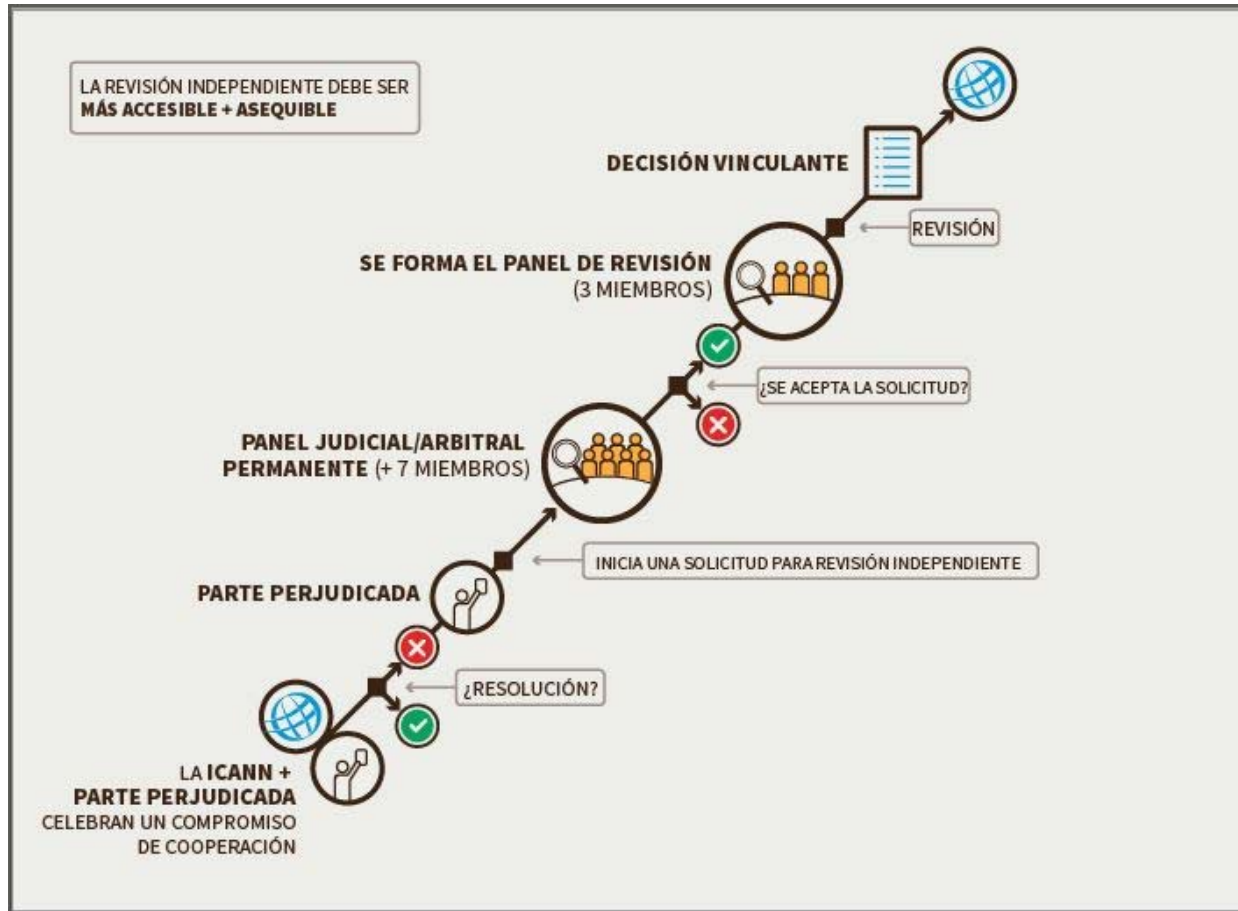 LA REVISIÓN INDEPENDIENTE DEBE SER
MÁS ACCESIBLE + ASEQUIBLE
DECISIÓN VINCULANTE
REVISIÓN
SE FORMA EL PANEL DE REVISIÓN
(3 MIEMBROS)
¿SE ACEPTA LA SOLICITUD?
PANEL JUDICIAL/ARBITRAL
PERMANENTE (+ 7 MIEMBROS)
INICIA UNA SOLICITUD PARA REVISIÓN INDEPENDIENTE
PARTE PERJUDICADA
¿RESOLUCIÓN?
LA ICANN +
PARTE PERJUDICADA
CELEBRAN UN COMPROMISO
DE COOPERACIÓN